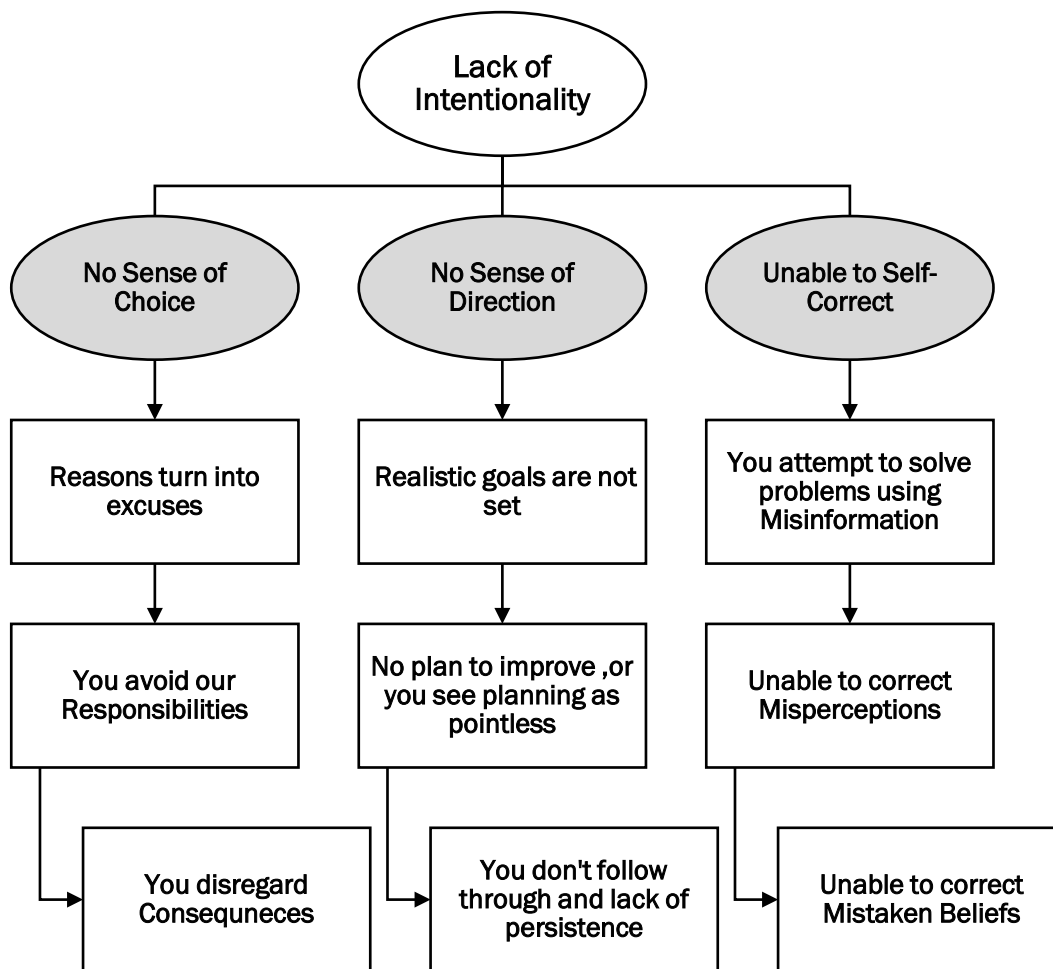 Lack of
Intentionality
No Sense of
Choice
No Sense of
Direction
Unable to Self-
Correct
Reasons turn into
excuses
Realistic goals are not
set
You attempt to solve
problems using
Misinformation
You avoid our
Responsibilities
No plan to improve ,or
you see planning as
pointless
Unable to correct
Misperceptions
You disregard
Consequneces
You don't follow
through and lack of
persistence
Unable to correct
Mistaken Beliefs